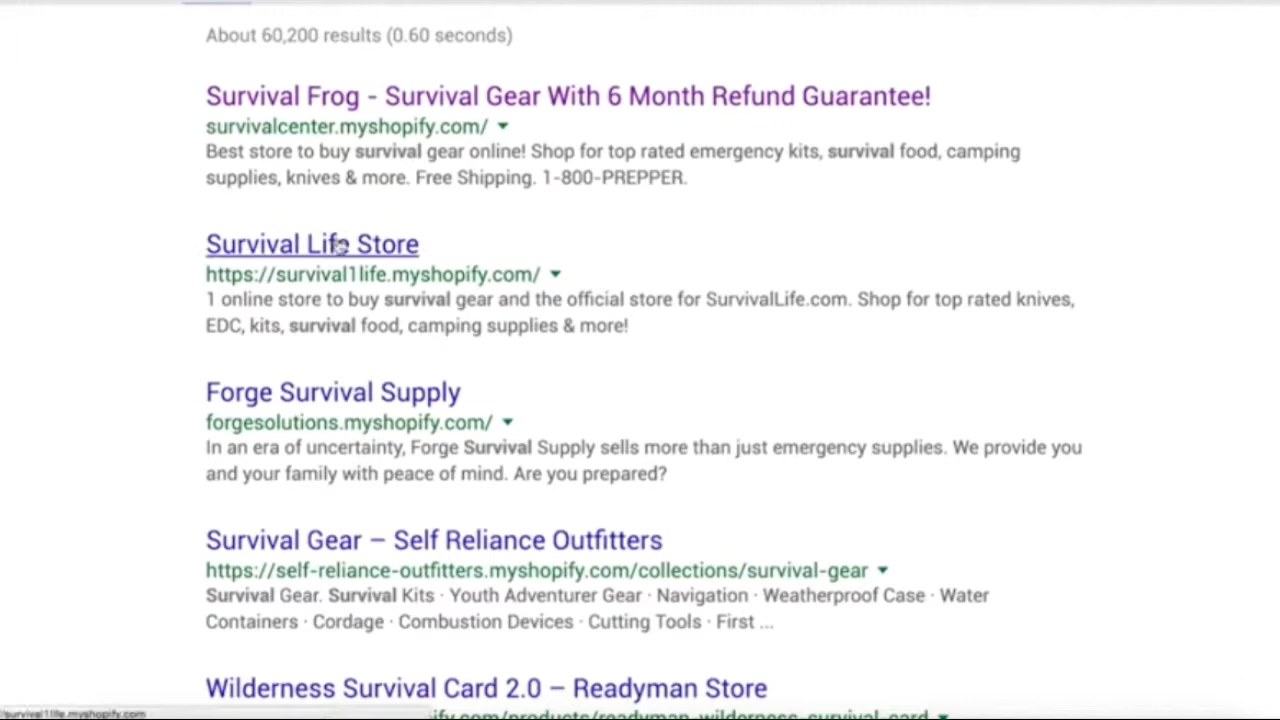 About 60,200 results (0.60 seconds)
Survival Frog - Survival Gear With 6 Month Refund Guarantee!
survivalcenter.myshopify.com/
Best store to buy survival gear online! Shop for top rated emergency kits, survival food, camping
supplies, knives & more. Free Shipping. 1-800-PREPPER.
Survival Life Store
https://survival1life.myshopify.com/
1 online store to buy survival gear and the official store for SurvivalLife.com. Shop for top rated knives,
EDC, kits, survival food, camping supplies & more!
Forge Survival Supply
forgesolutions.myshopify.com/
In an era of uncertainty, Forge Survival Supply sells more than just emergency supplies. We provide you
and your family with peace of mind. Are you prepared?
Survival Gear – Self Reliance Outfitters
https://self-reliance-outfitters.myshopify.com/collections/survival-gear
Survival Gear. Survival Kits · Youth Adventurer Gear · Navigation · Weatherproof Case · Water
Containers · Cordage · Combustion Devices · Cutting Tools · First ...
Wilderness Survival Card 2.0 – Readyman Store
ify.com/products/readyman-wilderness-survival-card
/survival1life.myshopify.com